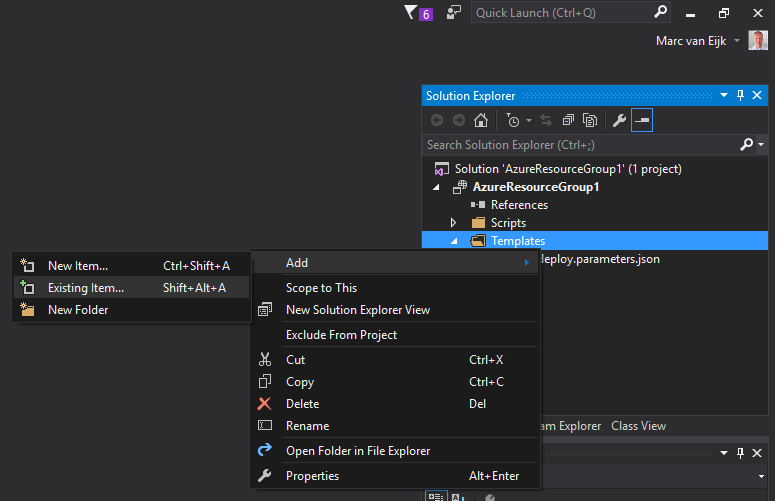 6
Quick Launch (Ctrl+Q)
Marc van Eijk
Solution Explorer
Search Solution Explorer (Ctrl+;)
Solution 'AzureResourceGroup1' (1 project)
AzureResourceGroup1
References
Scripts
Templates
deploy.parameters.json
New Item... Ctrl+Shift+A
Existing Item... Shift+Alt+A
New Folder
Add
Scope to This
New Solution Explorer View
Exclude From Project
Cut Ctrl+X
Copy Ctrl+C
Delete Del
Rename
Open Folder in File Explorer
Properties Alt+Enter
am Explorer Class View